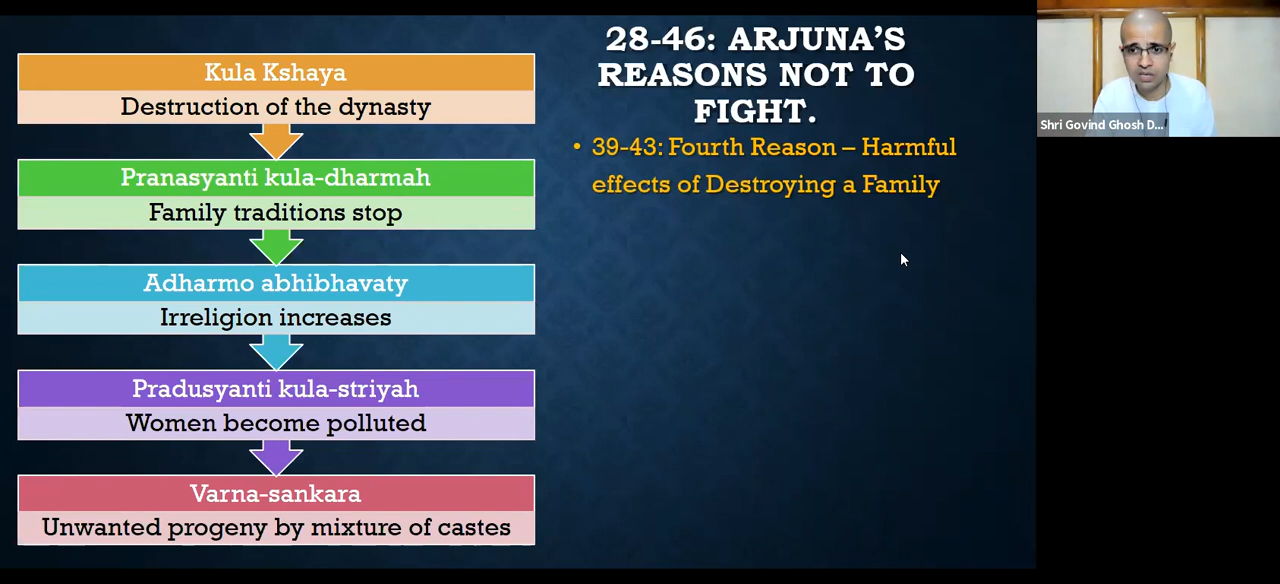 Kula Kshaya
Destruction of the dynasty
Pranasyanti kula-dharmah
Family traditions stop
Adharmo abhibhavaty
Irreligion increases
Pradusyanti kula-striyah
Women become polluted
Varna-sankara
Unwanted progeny by mixture of castes
28-46: ARJUNA’S
REASONS NOT TO
FIGHT.
• 39-43: Fourth Reason – Harmful
effects of Destroying a Family
Shri Govind Ghosh D...